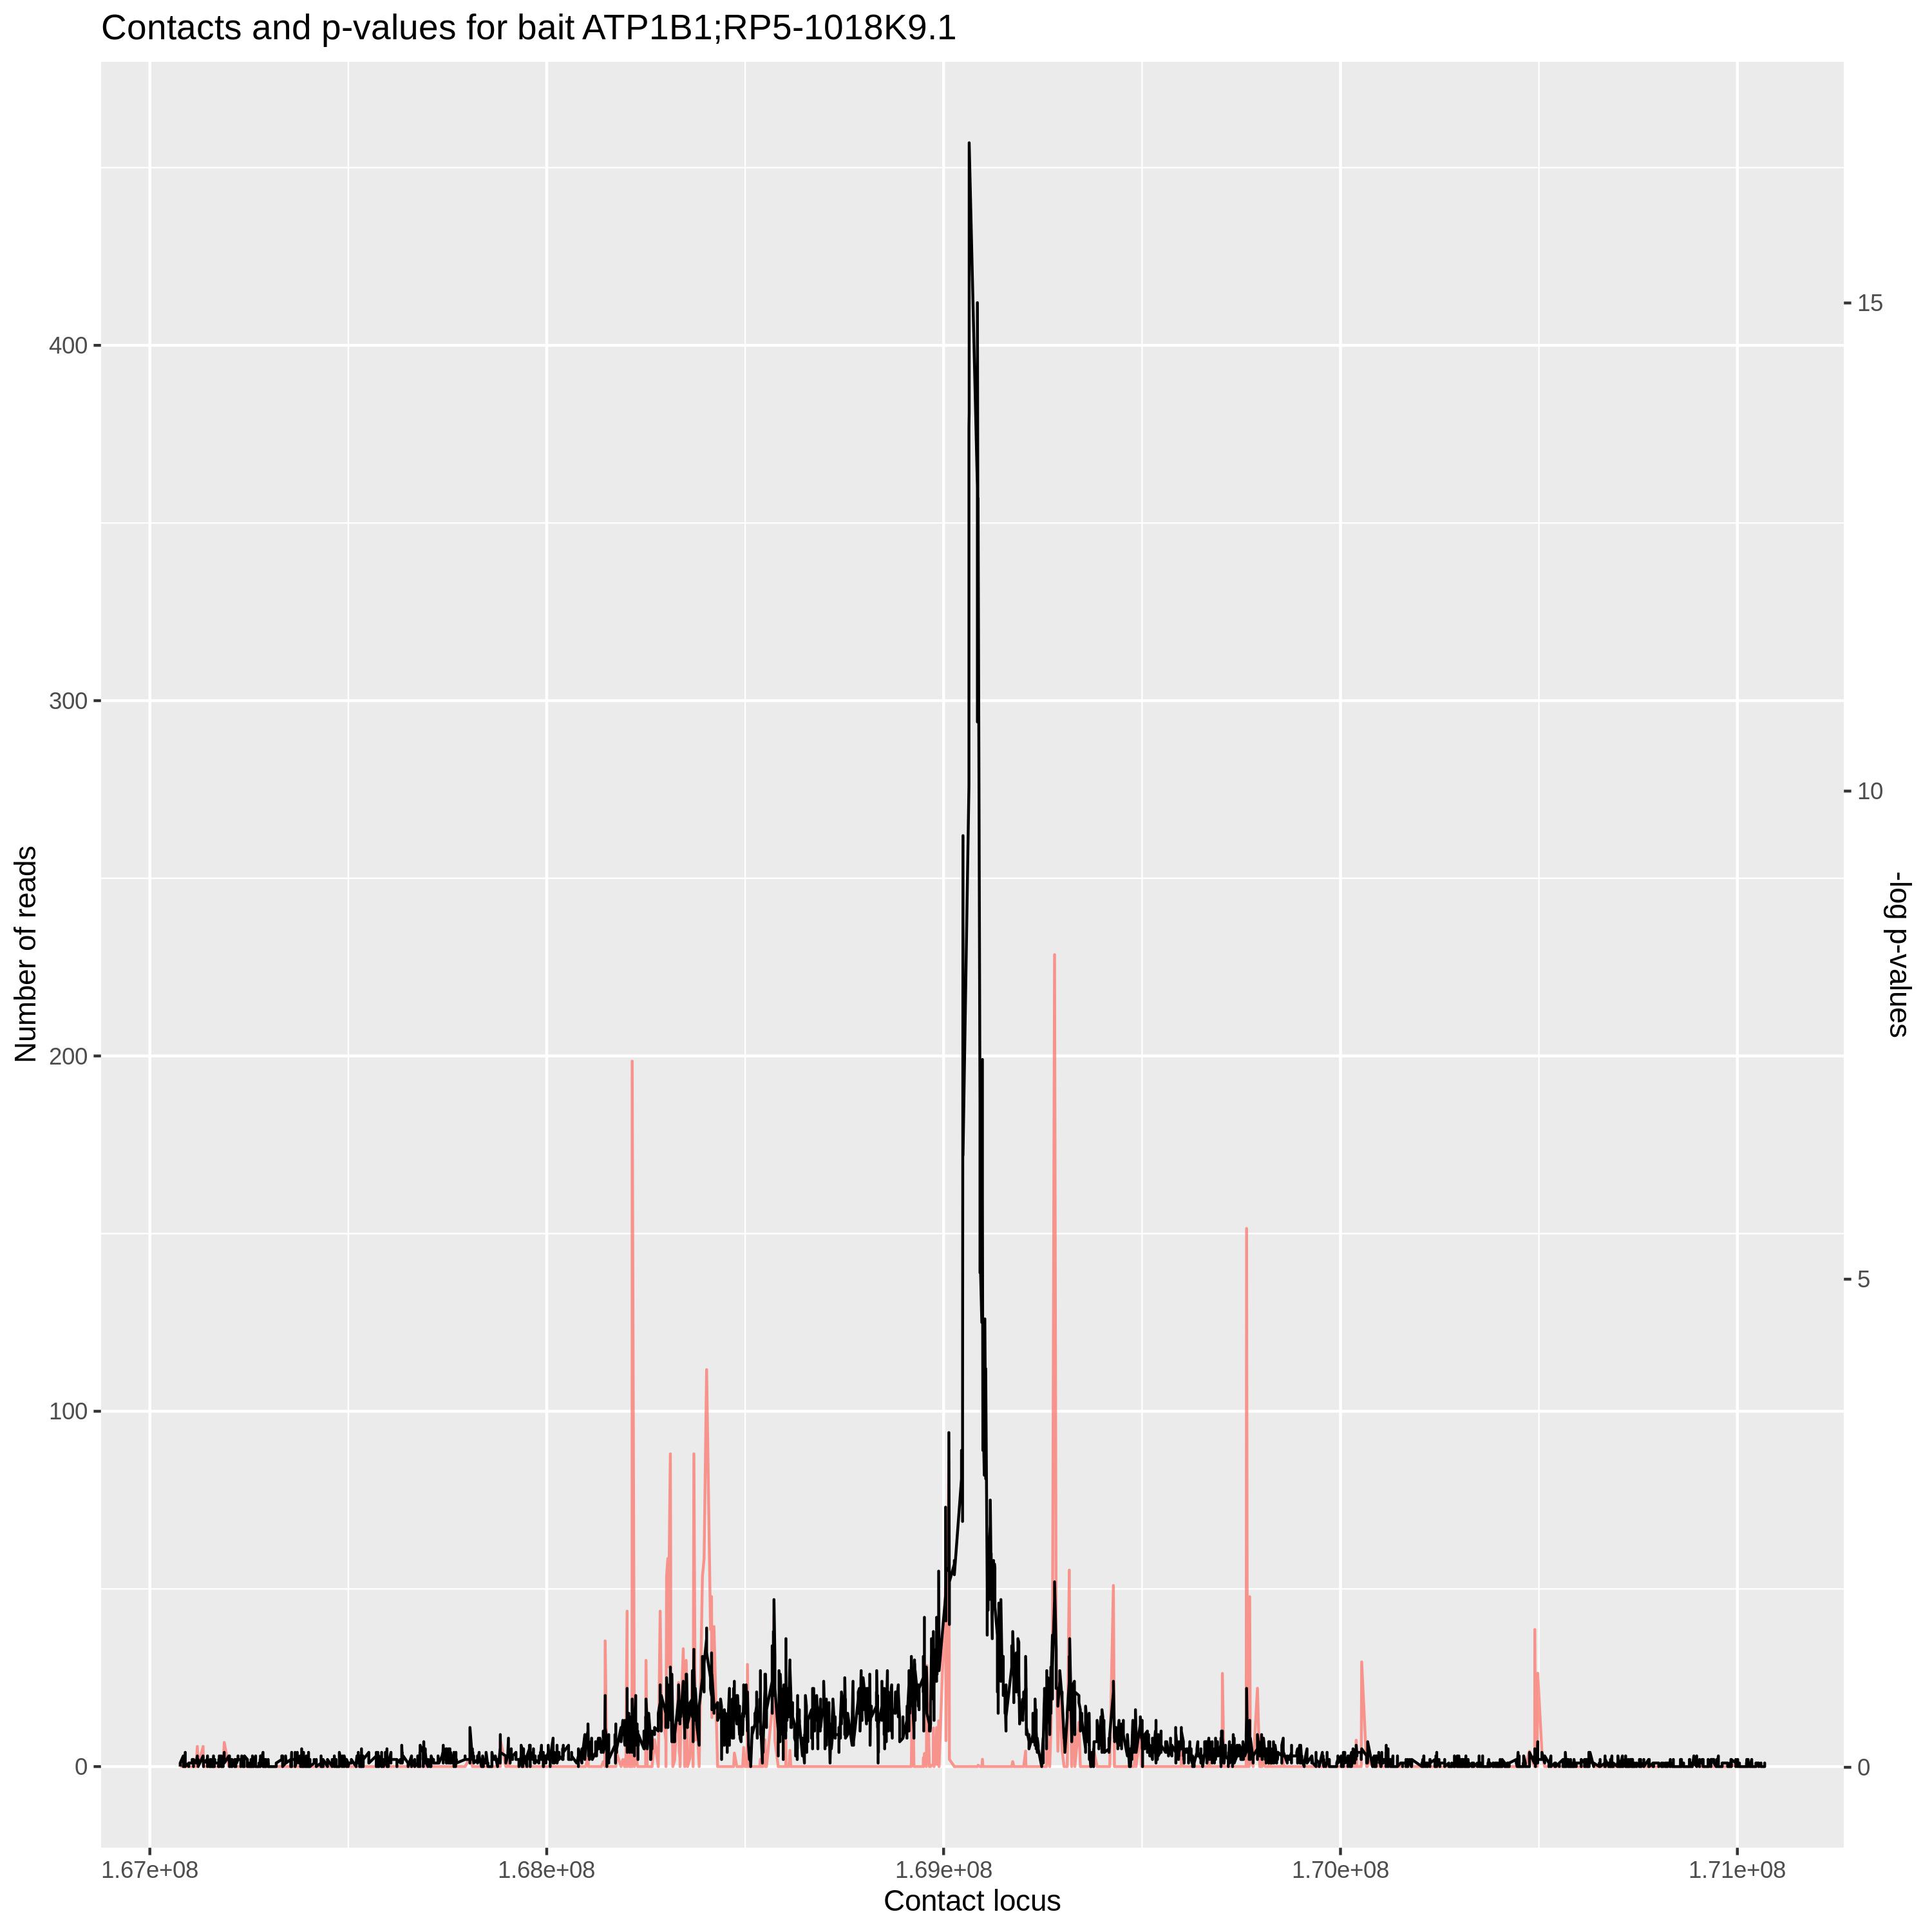 Contacts and p-values for bait ATP1B1;RP5-1018K9.1
Number of reads
400
300
200
100
0
15
10
5
0
-log p-values
1.67e+08
1.68e+08
1.69e+08
1.70e+08
1.71e+08
Contact locus